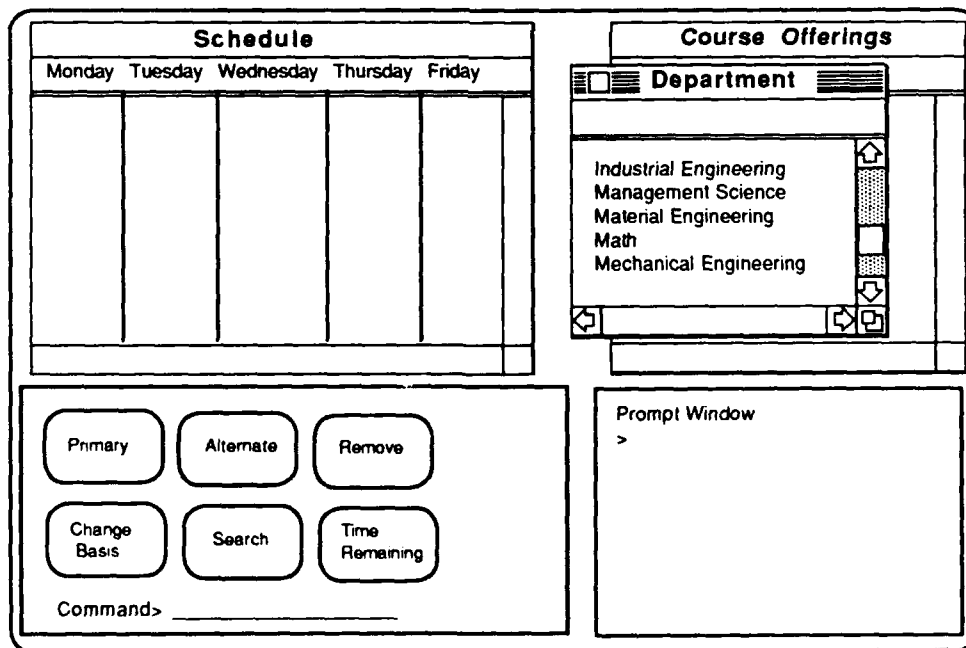 Schedule
Monday Tuesday Wednesday Thursday Friday
Course Offerings
Department
Industrial Engineering
Management Science
Material Engineering
Math
Mechanical Engineering
Primary Alternate Remove
Change
Basis
Search
Time
Remaining
Command> ____________________
Prompt Window
>